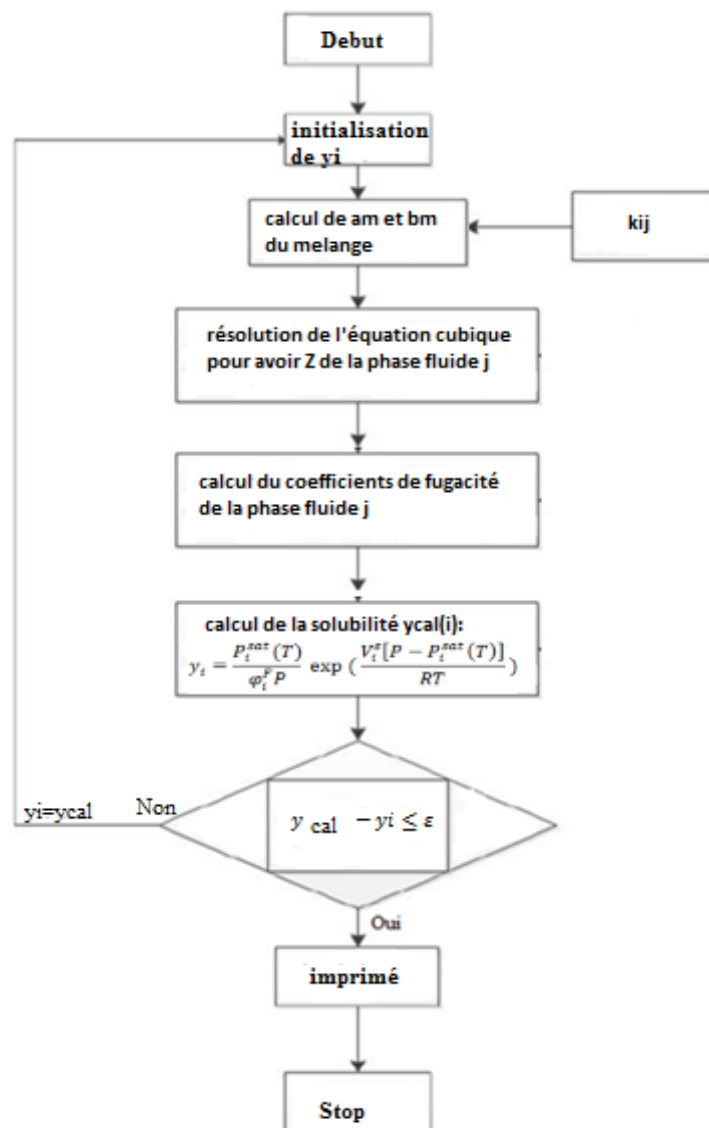 Debut
initialisation
de yi
calcul de am et bm
du melange
kij
résolution de l'équation cubique
pour avoir Z de la phase fluide j
calcul du coefficients de fugacité
de la phase fluide j
calcul de la solubilité ycal(i):
y_i = \frac{P_i^{sat}(T)}{φ_i^F P} exp (\frac{V_i^s[P − P_i^{sat}(T)]}{RT})
yi=ycal Non
y cal − yi ≤ ε
Oui
imprimé
Stop